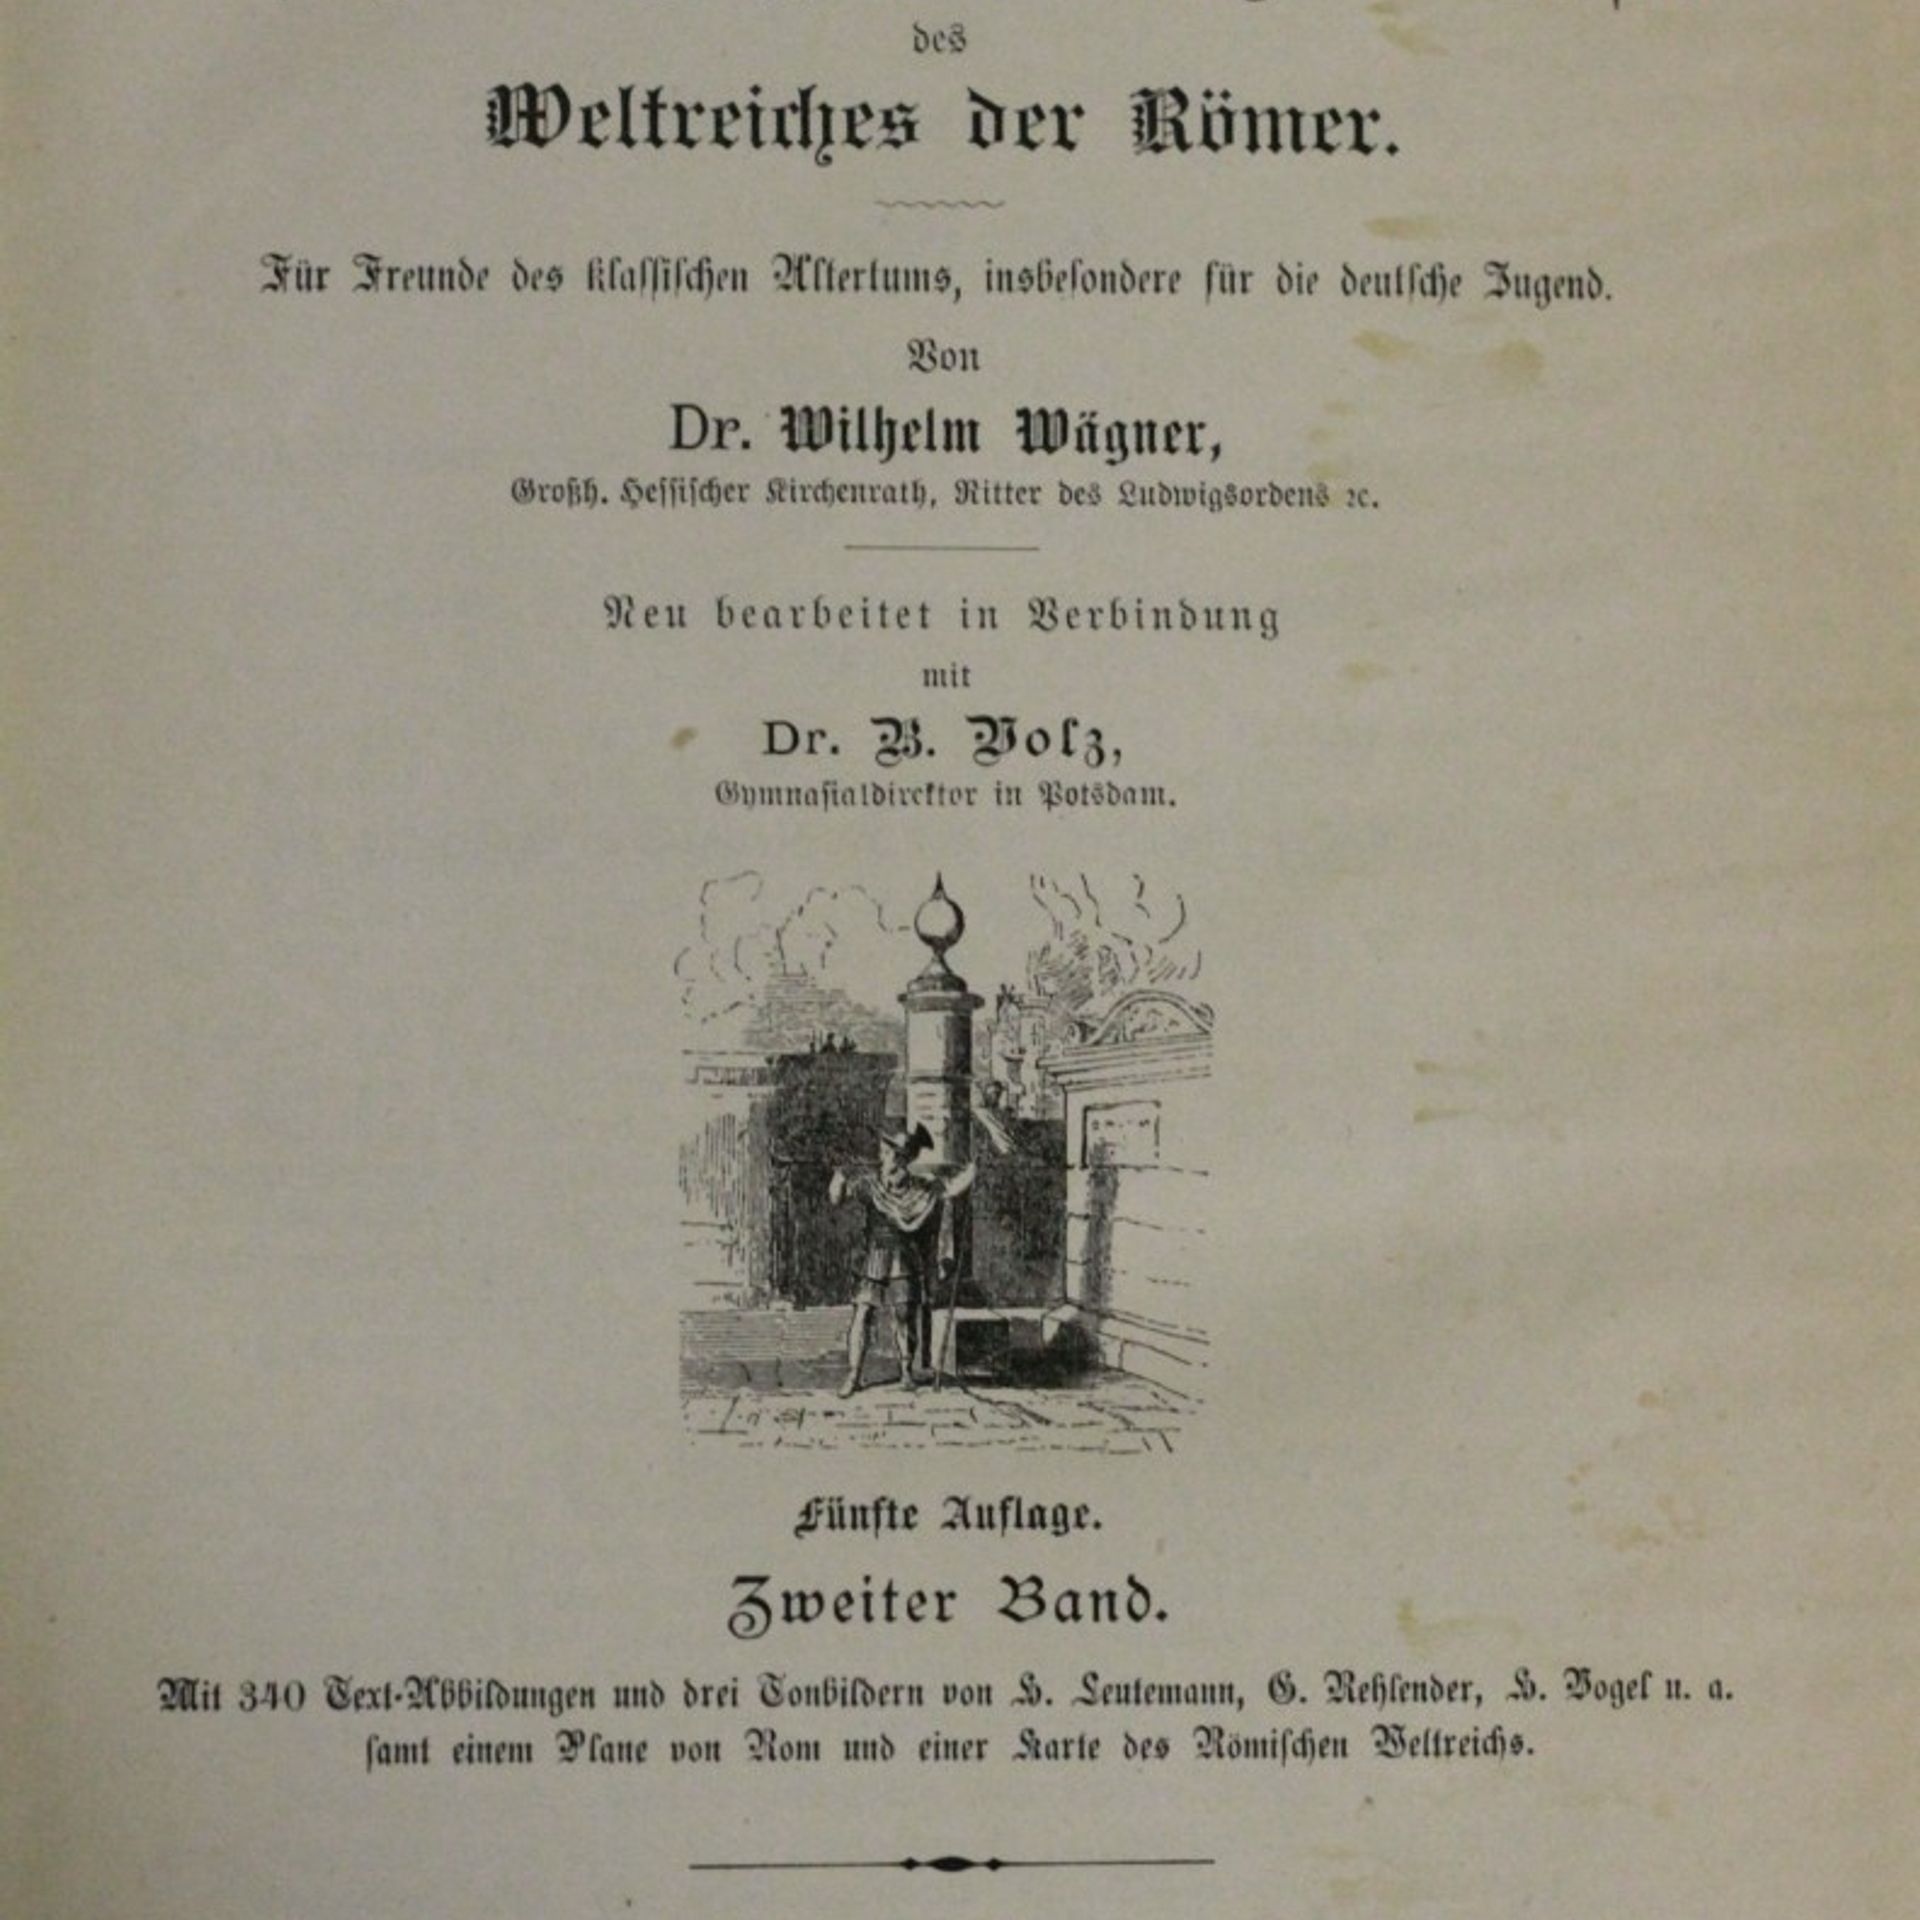 des
Weltreiches der Römer.
Für Freunde des klassischen Altertums, insbesondere für die deutsche Jugend.
Von
Dr. Wilhelm Wägner,
Großh. Hessischer Kirchenrath, Ritter des Ludwigsordens ꝛc.
Neu bearbeitet in Verbindung
mit
Dr. B. Volz,
Gymnasialdirektor in Potsdam.
Fünfte Auflage.
Zweiter Band.
Mit 340 Text-Abbildungen und drei Tonbildern von H. Leutemann, G. Rehlender, H. Vogel u. a.
samt einem Plane von Rom und einer Karte des Römischen Weltreichs.